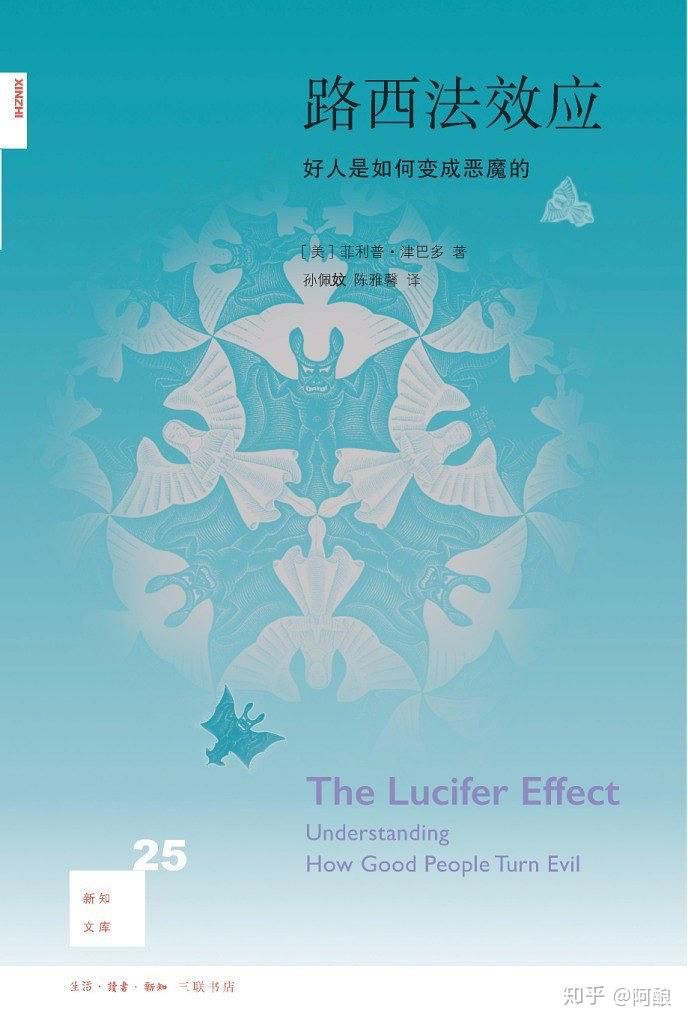 XINZHI
路西法效应
好人是如何变成恶魔的
[美]菲利普·津巴多 著
孙佩妏 陈雅馨 译
The Lucifer Effect
Understanding
How Good People Turn Evil
25
新知
文库
生活·讀書·新知 三联书店
知乎 @阿酿